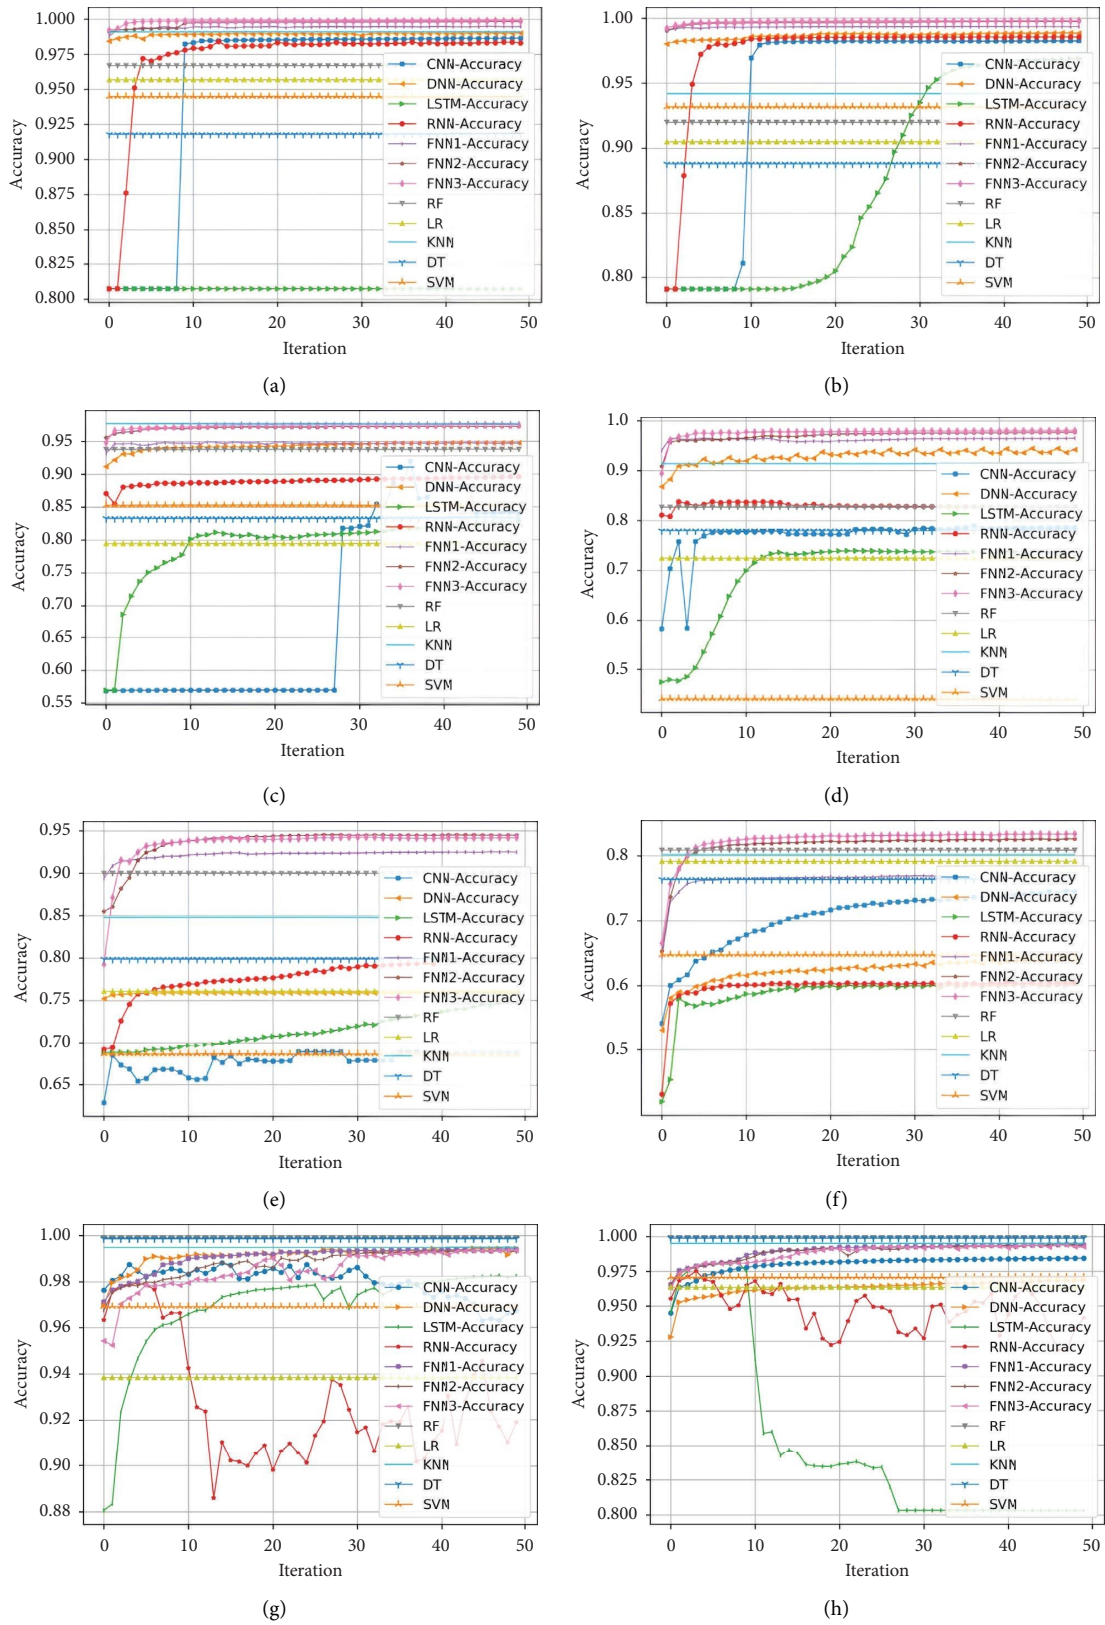 1.000
0.975
0.950
0.925
0.900
0.875
0.850
0.825
0.800
Accuracy
0 10 20 30 40 50
Iteration
CNN-Accuracy
DNN-Accuracy
LSTM-Accuracy
RNN-Accuracy
FNN1-Accuracy
FNN2-Accuracy
FNN3-Accuracy
RF
LR
KNN
DT
SVM
(a)
1.00
0.95
0.90
0.85
0.80
Accuracy
0 10 20 30 40 50
Iteration
CNN-Accuracy
DNN-Accuracy
LSTM-Accuracy
RNN-Accuracy
FNN1-Accuracy
FNN2-Accuracy
FNN3-Accuracy
RF
LR
KNN
DT
SVM
(b)
0.95
0.90
0.85
0.80
0.75
0.70
0.65
0.60
0.55
Accuracy
0 10 20 30 40 50
Iteration
CNN-Accuracy
DNN-Accuracy
LSTM-Accuracy
RNN-Accuracy
FNN1-Accuracy
FNN2-Accuracy
FNN3-Accuracy
RF
LR
KNN
DT
SVM
(c)
1.0
0.9
0.8
0.7
0.6
0.5
Accuracy
0 10 20 30 40 50
Iteration
CNN-Accuracy
DNN-Accuracy
LSTM-Accuracy
RNN-Accuracy
FNN1-Accuracy
FNN2-Accuracy
FNN3-Accuracy
RF
LR
KNN
DT
SVM
(d)
0.95
0.90
0.85
0.80
0.75
0.70
0.65
Accuracy
0 10 20 30 40 50
Iteration
CNN-Accuracy
DNN-Accuracy
LSTM-Accuracy
RNN-Accuracy
FNN1-Accuracy
FNN2-Accuracy
FNN3-Accuracy
RF
LR
KNN
DT
SVM
(e)
0.8
0.7
0.6
0.5
Accuracy
0 10 20 30 40 50
Iteration
CNN-Accuracy
DNN-Accuracy
LSTM-Accuracy
RNN-Accuracy
FNN1-Accuracy
FNN2-Accuracy
FNN3-Accuracy
RF
LR
KNN
DT
SVM
(f)
1.00
0.98
0.96
0.94
0.92
0.90
0.88
Accuracy
0 10 20 30 40 50
Iteration
CNN-Accuracy
DNN-Accuracy
LSTM-Accuracy
RNN-Accuracy
FNN1-Accuracy
FNN2-Accuracy
FNN3-Accuracy
RF
LR
KNN
DT
SVM
(g)
1.000
0.975
0.950
0.925
0.900
0.875
0.850
0.825
0.800
Accuracy
0 10 20 30 40 50
Iteration
CNN-Accuracy
DNN-Accuracy
LSTM-Accuracy
RNN-Accuracy
FNN1-Accuracy
FNN2-Accuracy
FNN3-Accuracy
RF
LR
KNN
DT
SVM
(h)